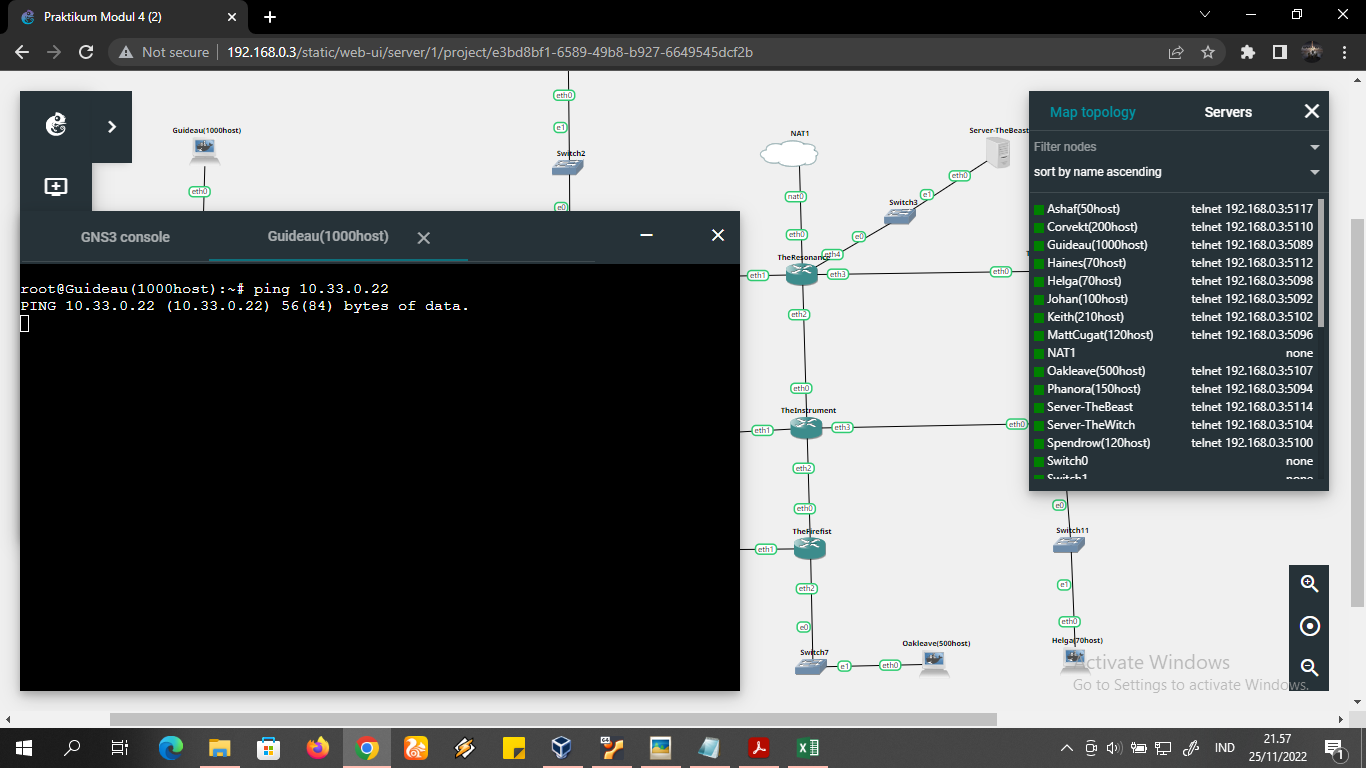 Praktikum Modul 4 (2)
Not secure
192.168.0.3/static/web-ui/server/1/project/e3bd8bf1-6589-49b8-b927-6649545dcf2b
Guideau(1000host)
eth0
eth0
e1
Switch2
e0
NAT1
nat0
eth0
Server-TheBeast
eth0
e1
Switch3
e0
eth4
TheResonance
eth1
eth3
eth0
eth2
eth0
TheInstrument
eth1
eth3
eth0
eth2
eth0
TheFirefist
eth1
eth2
e0
Switch7
e1
eth0
Oakleave(500host)
e0
Switch11
e1
eth0
Helga(70host)
GNS3 console
Guideau(1000host)
root@Guideau(1000host):~# ping 10.33.0.22
PING 10.33.0.22 (10.33.0.22) 56(84) bytes of data.
Map topology
Servers
Filter nodes
sort by name ascending
Ashaf(50host) telnet 192.168.0.3:5117
Corvekt(200host) telnet 192.168.0.3:5110
Guideau(1000host) telnet 192.168.0.3:5089
Haines(70host) telnet 192.168.0.3:5112
Helga(70host) telnet 192.168.0.3:5098
Johan(100host) telnet 192.168.0.3:5092
Keith(210host) telnet 192.168.0.3:5102
MattCugat(120host) telnet 192.168.0.3:5096
NAT1 none
Oakleave(500host) telnet 192.168.0.3:5107
Phanora(150host) telnet 192.168.0.3:5094
Server-TheBeast telnet 192.168.0.3:5114
Server-TheWitch telnet 192.168.0.3:5104
Spendrow(120host) telnet 192.168.0.3:5100
Switch0 none
Switch1 none
Activate Windows
Go to Settings to activate Windows.
IND
21.57
25/11/2022
1